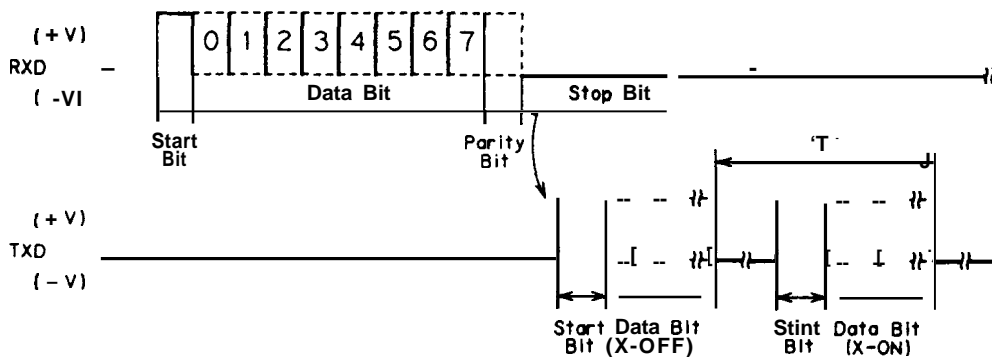 (+V)
RXD
( -VI
0 1 2 3 4 5 6 7
Data Bit
Stop Bit
Start
Bit
Parity
Bit
'T
(+ V)
TXD
(– V)
Start
Bit
Data Bit
(X-OFF)
Stint
BIt
Data Bit
(X-ON)